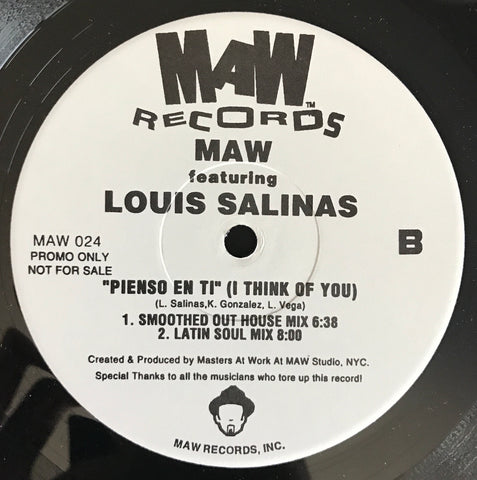 MAW™
RECORDS
MAW
featuring
LOUIS SALINAS
MAW 024
PROMO ONLY
NOT FOR SALE
B
"PIENSO EN TI" (I THINK OF YOU)
(L. Salinas,K. Gonzalez, L. Vega)
1. SMOOTHED OUT HOUSE MIX 6:38
2. LATIN SOUL MIX 8:00
Created & Produced by Masters At Work At MAW Studio, NYC.
Special Thanks to all the musicians who tore up this record!
MAW RECORDS, INC.